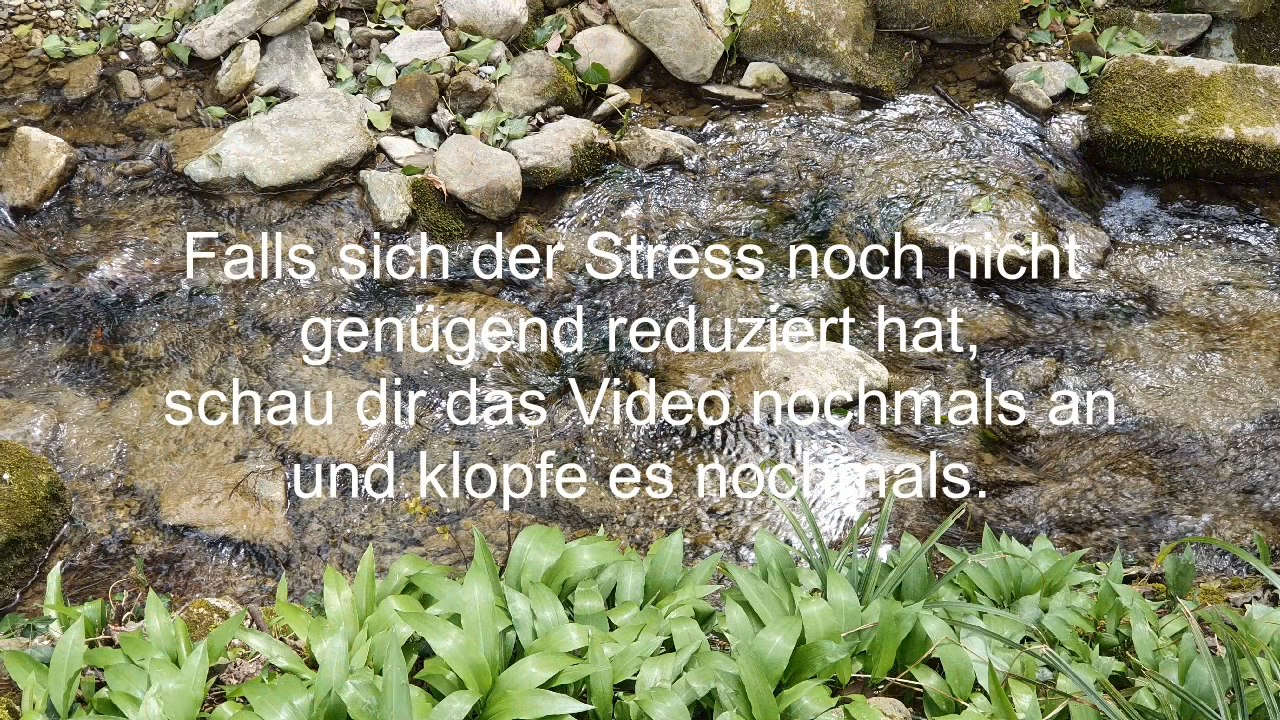 Falls sich der Stress noch nicht
genügend reduziert hat,
schau dir das Video nochmals an
und klopfe es nochmals.